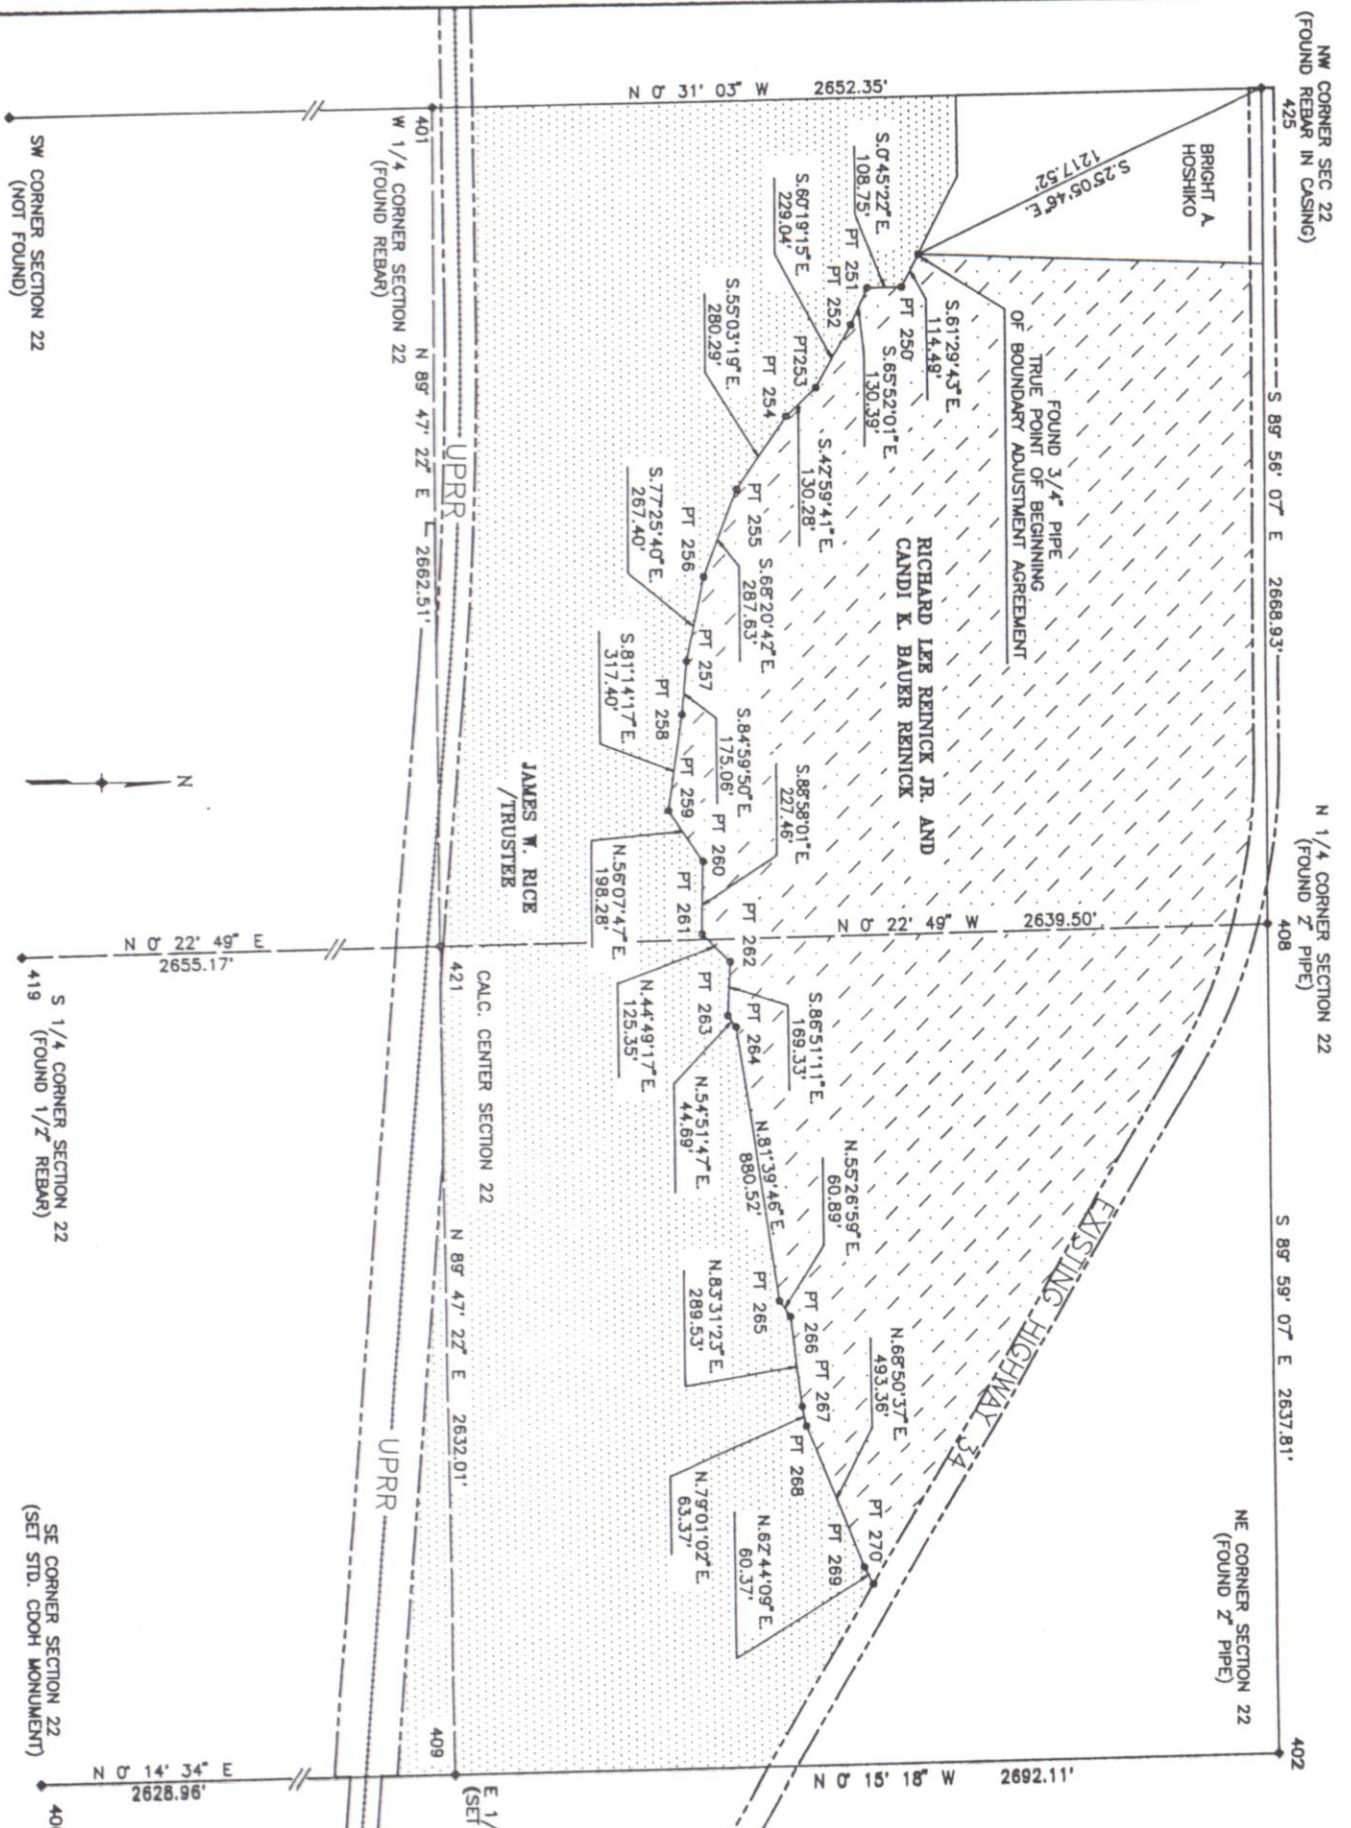 NW CORNER SEC 22
(FOUND REBAR IN CASING)
425
S 89° 56' 07" E 2668.93'
N 1/4 CORNER SECTION 22
(FOUND 2" PIPE)
408
S 89° 59' 07" E 2637.81'
NE CORNER SECTION 22
(FOUND 2" PIPE)
402
BRIGHT A.
HOSHIKO
S.25°05'46"E.
1217.52'
FOUND 3/4" PIPE
TRUE POINT OF BEGINNING
OF BOUNDARY ADJUSTMENT AGREEMENT
N 0° 31' 03" W 2652.35'
S.61°29'43"E.
114.49'
PT 250
S.0°45'22"E.
108.75'
PT 251
S.65°52'01"E.
130.39'
PT 252
S.60°19'15"E.
229.04'
PT253
S.42°59'41"E.
130.28'
PT 254
S.55°03'19"E.
280.29'
PT 255
S.68°20'42"E.
287.63'
PT 256
S.77°25'40"E.
267.40'
PT 257
S.84°59'50"E.
175.06'
PT 258
S.81°14'17"E.
317.40'
PT 259
N.56°07'47"E.
198.28'
PT 260
S.88°58'01"E.
227.46'
PT 261
N.44°49'17"E.
125.35'
PT 262
S.86°51'11"E.
169.33'
PT 263
N.54°51'47"E.
44.69'
PT 264
N.81°39'46"E.
880.52'
PT 265
N.55°26'59"E.
60.89'
PT 266
N.83°31'23"E.
289.53'
PT 267
N.79°01'02"E.
63.37'
PT 268
N.68°50'37"E.
493.36'
PT 269
N.62°44'09"E.
60.37'
PT 270
RICHARD LEE REINICK JR. AND
CANDI K. BAUER REINICK
N 0° 22' 49" W 2639.50'
EXISTING HIGHWAY 34
N 0° 15' 18" W 2692.11'
JAMES W. RICE
/TRUSTEE
401
W 1/4 CORNER SECTION 22
(FOUND REBAR)
N 89° 47' 22" E 2662.51'
UPRR
421
CALC. CENTER SECTION 22
N 89° 47' 22" E 2632.01'
UPRR
409
E 1/
(SET
N
SW CORNER SECTION 22
(NOT FOUND)
N 0° 22' 49" E
2655.17'
419
S 1/4 CORNER SECTION 22
(FOUND 1/2" REBAR)
SE CORNER SECTION 22
(SET STD. CDOH MONUMENT)
N 0° 14' 34" E
2628.96'